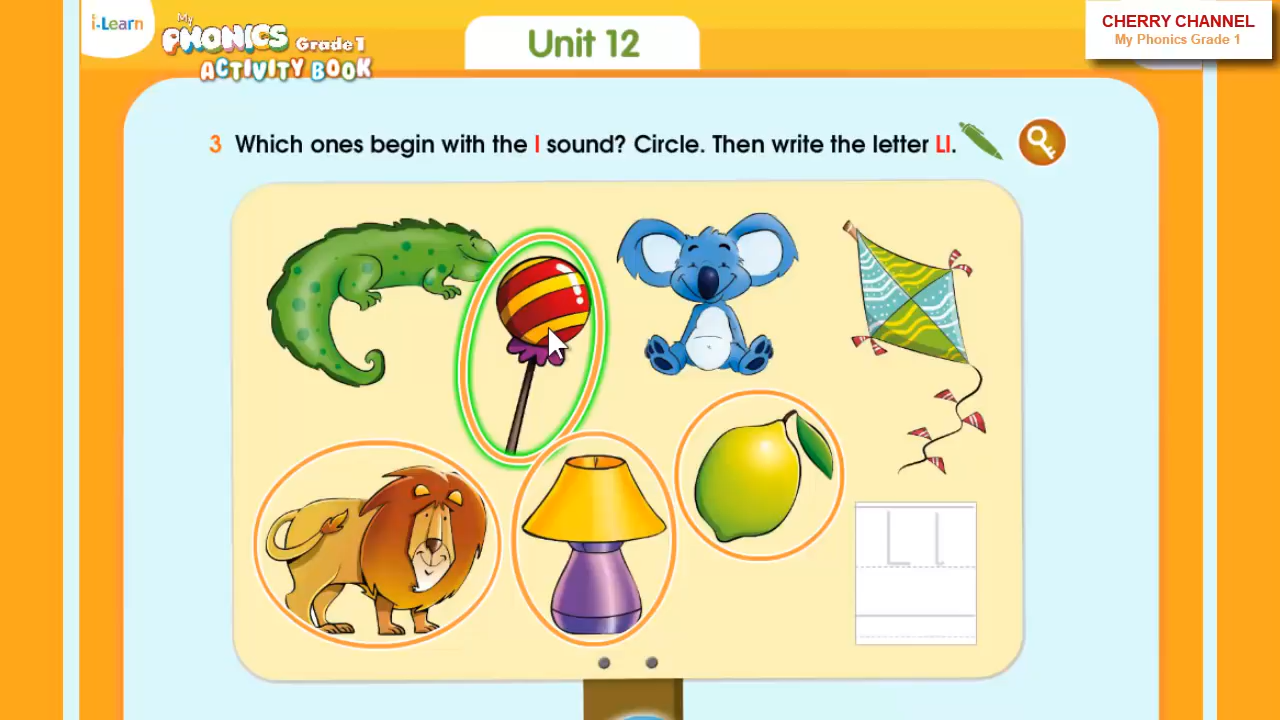 i-Learn
My
PHONICS Grade 1
ACTIVITY BOOK
Unit 12
CHERRY CHANNEL
My Phonics Grade 1
3 Which ones begin with the l sound? Circle. Then write the letter Ll.
L l